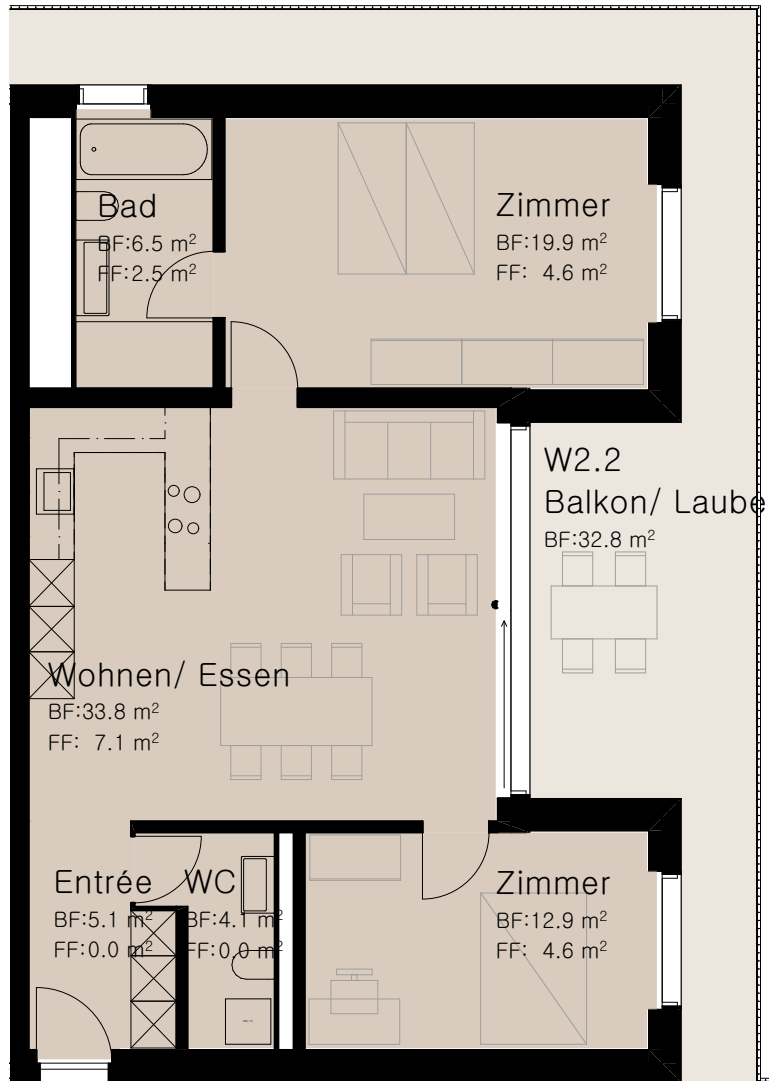 Bad
BF:6.5 m²
FF:2.5 m²
Zimmer
BF:19.9 m²
FF: 4.6 m²
W2.2
Balkon/ Laube
BF:32.8 m²
Wohnen/ Essen
BF:33.8 m²
FF: 7.1 m²
Entrée
BF:5.1 m²
FF:0.0 m²
WC
BF:4.1 m²
FF:0.0 m²
Zimmer
BF:12.9 m²
FF: 4.6 m²